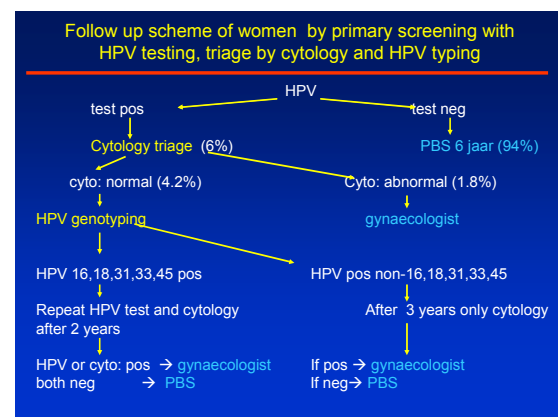 Follow up scheme of women by primary screening with
HPV testing, triage by cytology and HPV typing
HPV
test pos
test neg
Cytology triage (6%)
PBS 6 jaar (94%)
cyto: normal (4.2%)
Cyto: abnormal (1.8%)
HPV genotyping
gynaecologist
HPV 16,18,31,33,45 pos
HPV pos non-16,18,31,33,45
Repeat HPV test and cytology
after 2 years
After 3 years only cytology
HPV or cyto: pos → gynaecologist
both neg → PBS
If pos → gynaecologist
If neg→ PBS